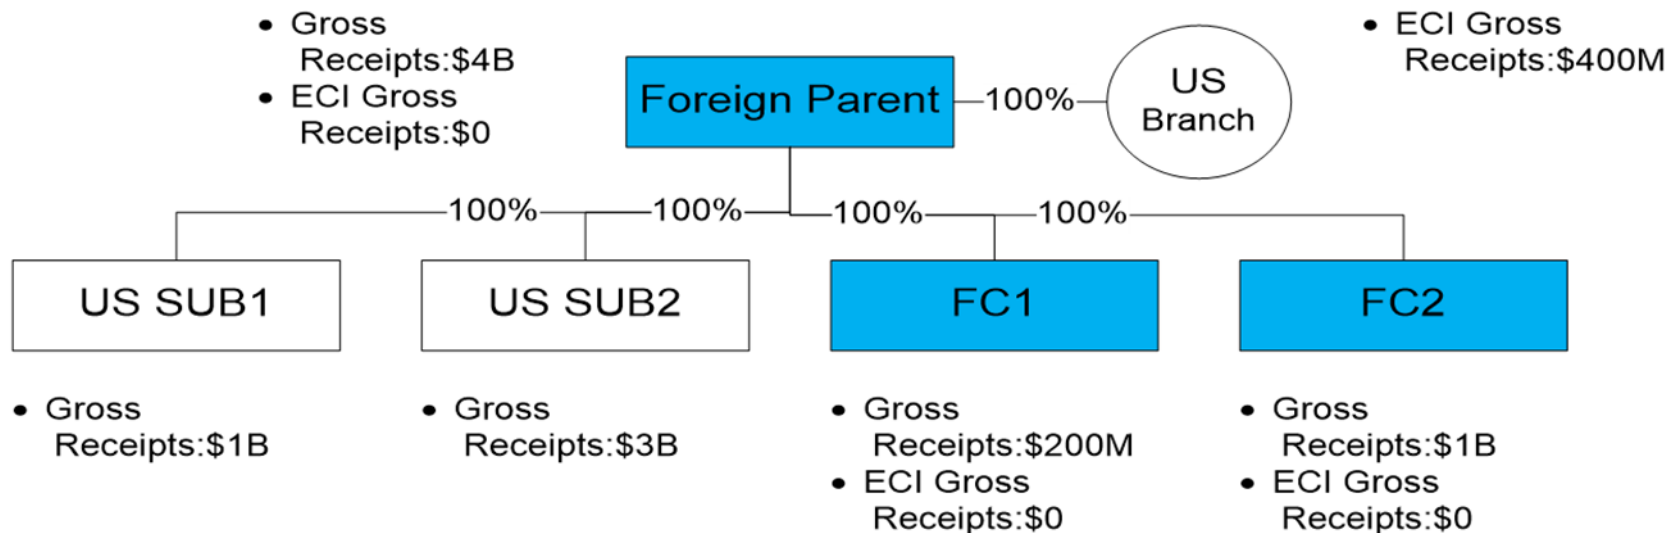 • Gross
Receipts:$4B
• ECI Gross
Receipts:$0
Foreign Parent
100%
US
Branch
• ECI Gross
Receipts:$400M
100%
100%
100%
100%
US SUB1
US SUB2
FC1
FC2
• Gross
Receipts:$1B
• Gross
Receipts:$3B
• Gross
Receipts:$200M
• ECI Gross
Receipts:$0
• Gross
Receipts:$1B
• ECI Gross
Receipts:$0